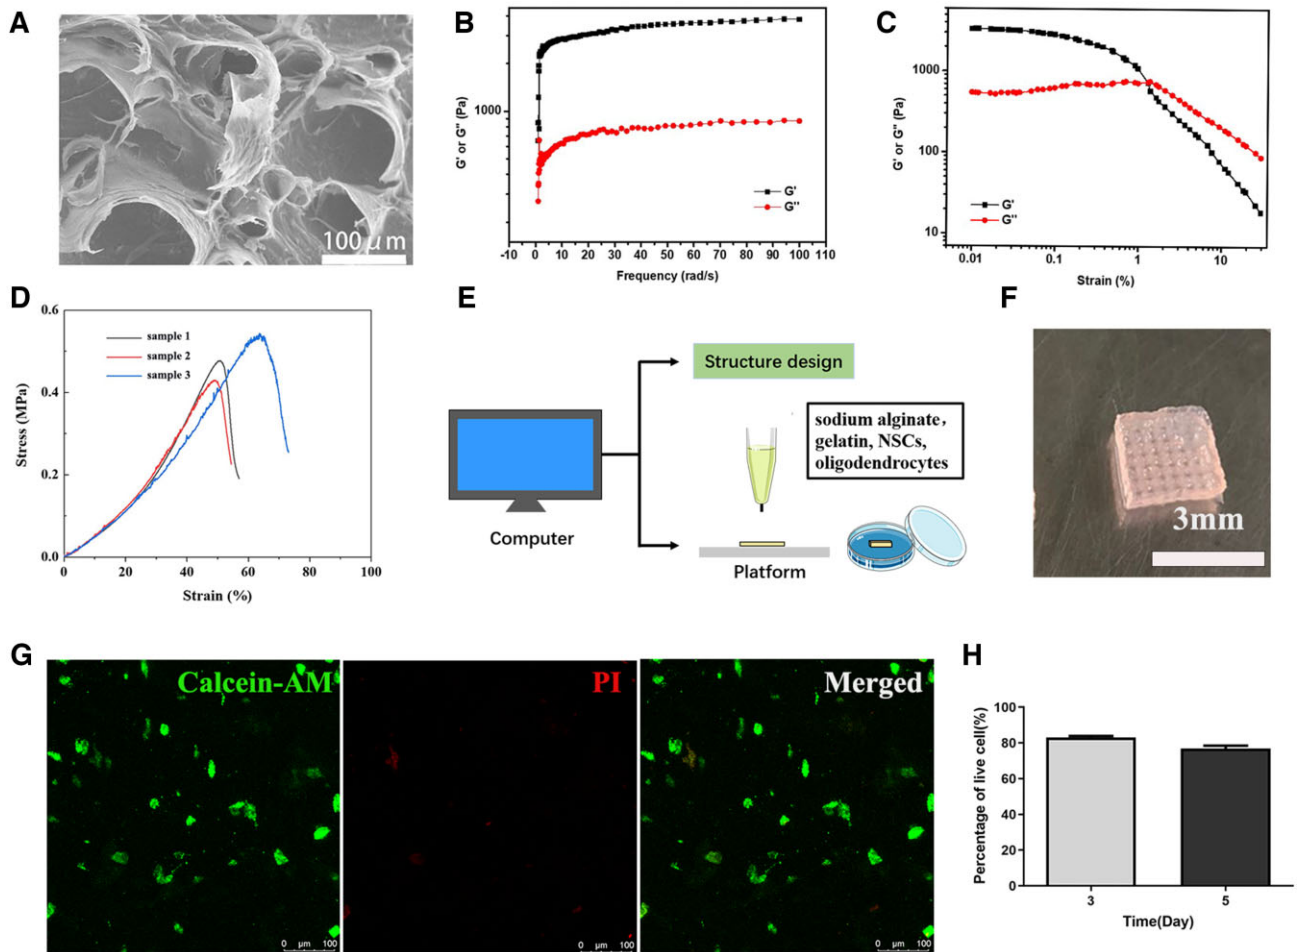 A
100μm
B
G' or G'' (Pa)
1000
G'
G''
-10 0 10 20 30 40 50 60 70 80 90 100 110
Frequency (rad/s)
C
G' or G'' (Pa)
1000
100
10
G'
G''
0.01 0.1 1 10
Strain (%)
D
Stress (MPa)
0.6
0.4
0.2
0.0
sample 1
sample 2
sample 3
0 20 40 60 80 100
Strain (%)
E
Structure design
sodium alginate,
gelatin, NSCs,
oligodendrocytes
Computer
Platform
F
3mm
G
Calcein-AM
0 μm 100
PI
0 μm 100
Merged
0 μm 100
H
Percentage of live cell(%)
100
80
60
40
20
0
3 5
Time(Day)